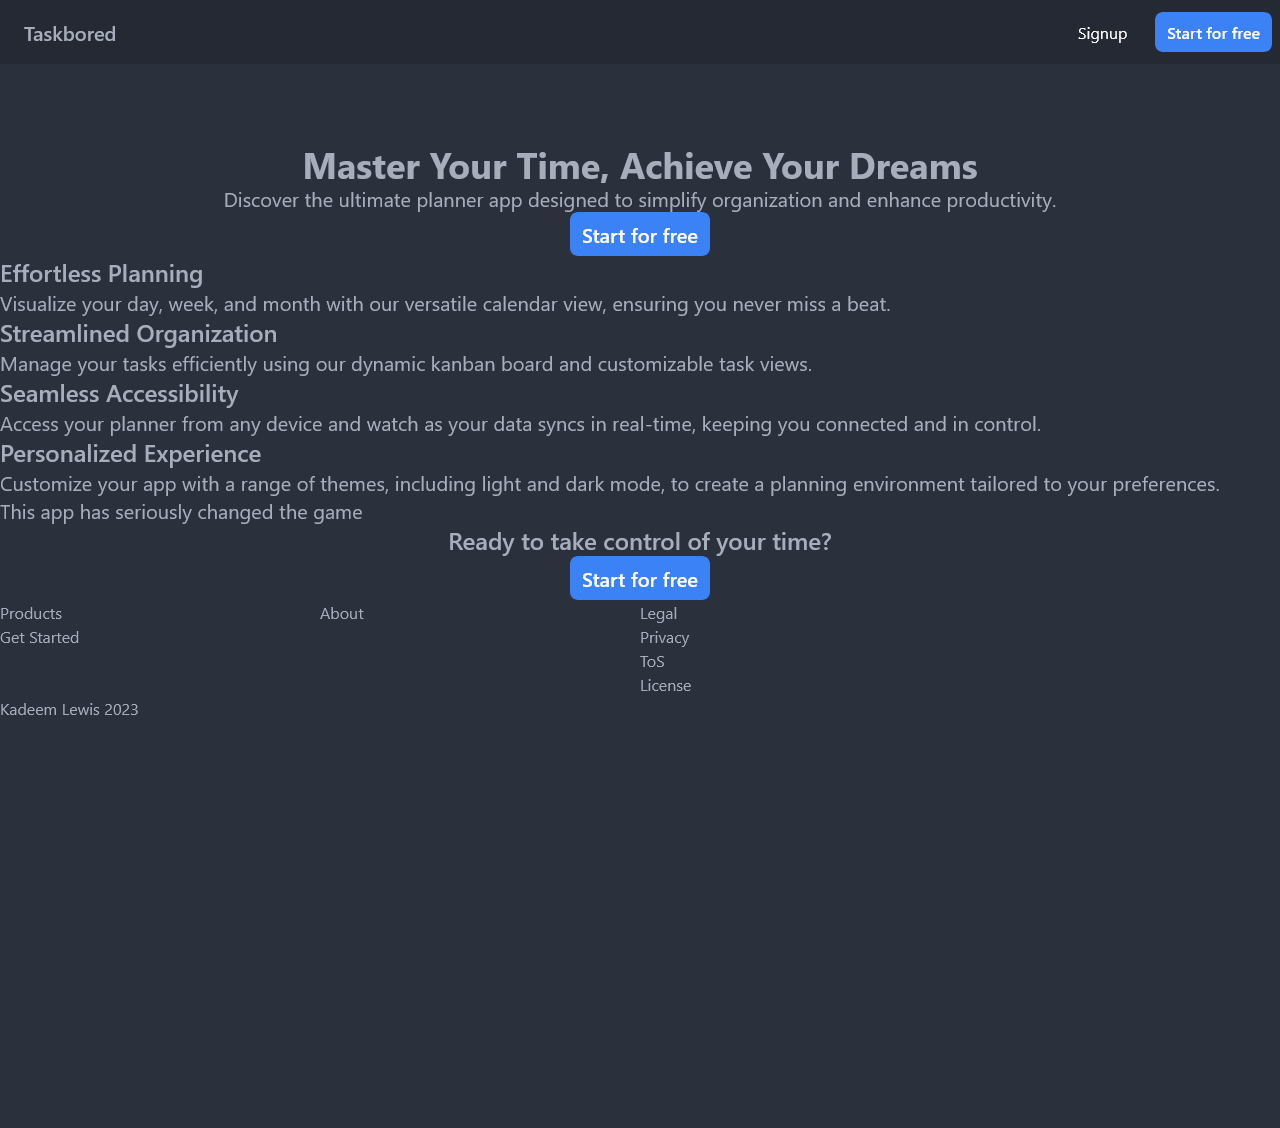 Taskbored
Signup
Start for free
Master Your Time, Achieve Your Dreams
Discover the ultimate planner app designed to simplify organization and enhance productivity.
Start for free
Effortless Planning
Visualize your day, week, and month with our versatile calendar view, ensuring you never miss a beat.
Streamlined Organization
Manage your tasks efficiently using our dynamic kanban board and customizable task views.
Seamless Accessibility
Access your planner from any device and watch as your data syncs in real-time, keeping you connected and in control.
Personalized Experience
Customize your app with a range of themes, including light and dark mode, to create a planning environment tailored to your preferences.
This app has seriously changed the game
Ready to take control of your time?
Start for free
Products
Get Started
About
Legal
Privacy
ToS
License
Kadeem Lewis 2023